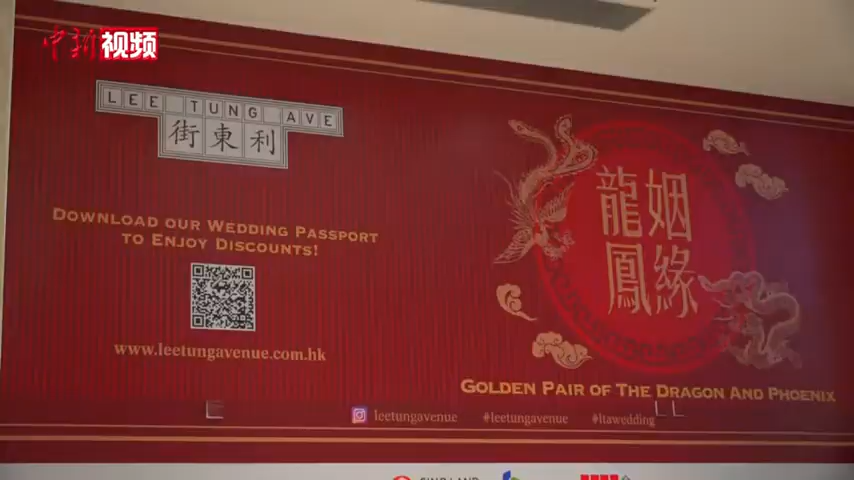 中新视频
LEE TUNG AVE
街東利
DOWNLOAD OUR WEDDING PASSPORT
TO ENJOY DISCOUNTS!
www.leetungavenue.com.hk
龍姻
鳳緣
GOLDEN PAIR OF THE DRAGON AND PHOENIX
leetungavenue #leetungavenue #ltawedding